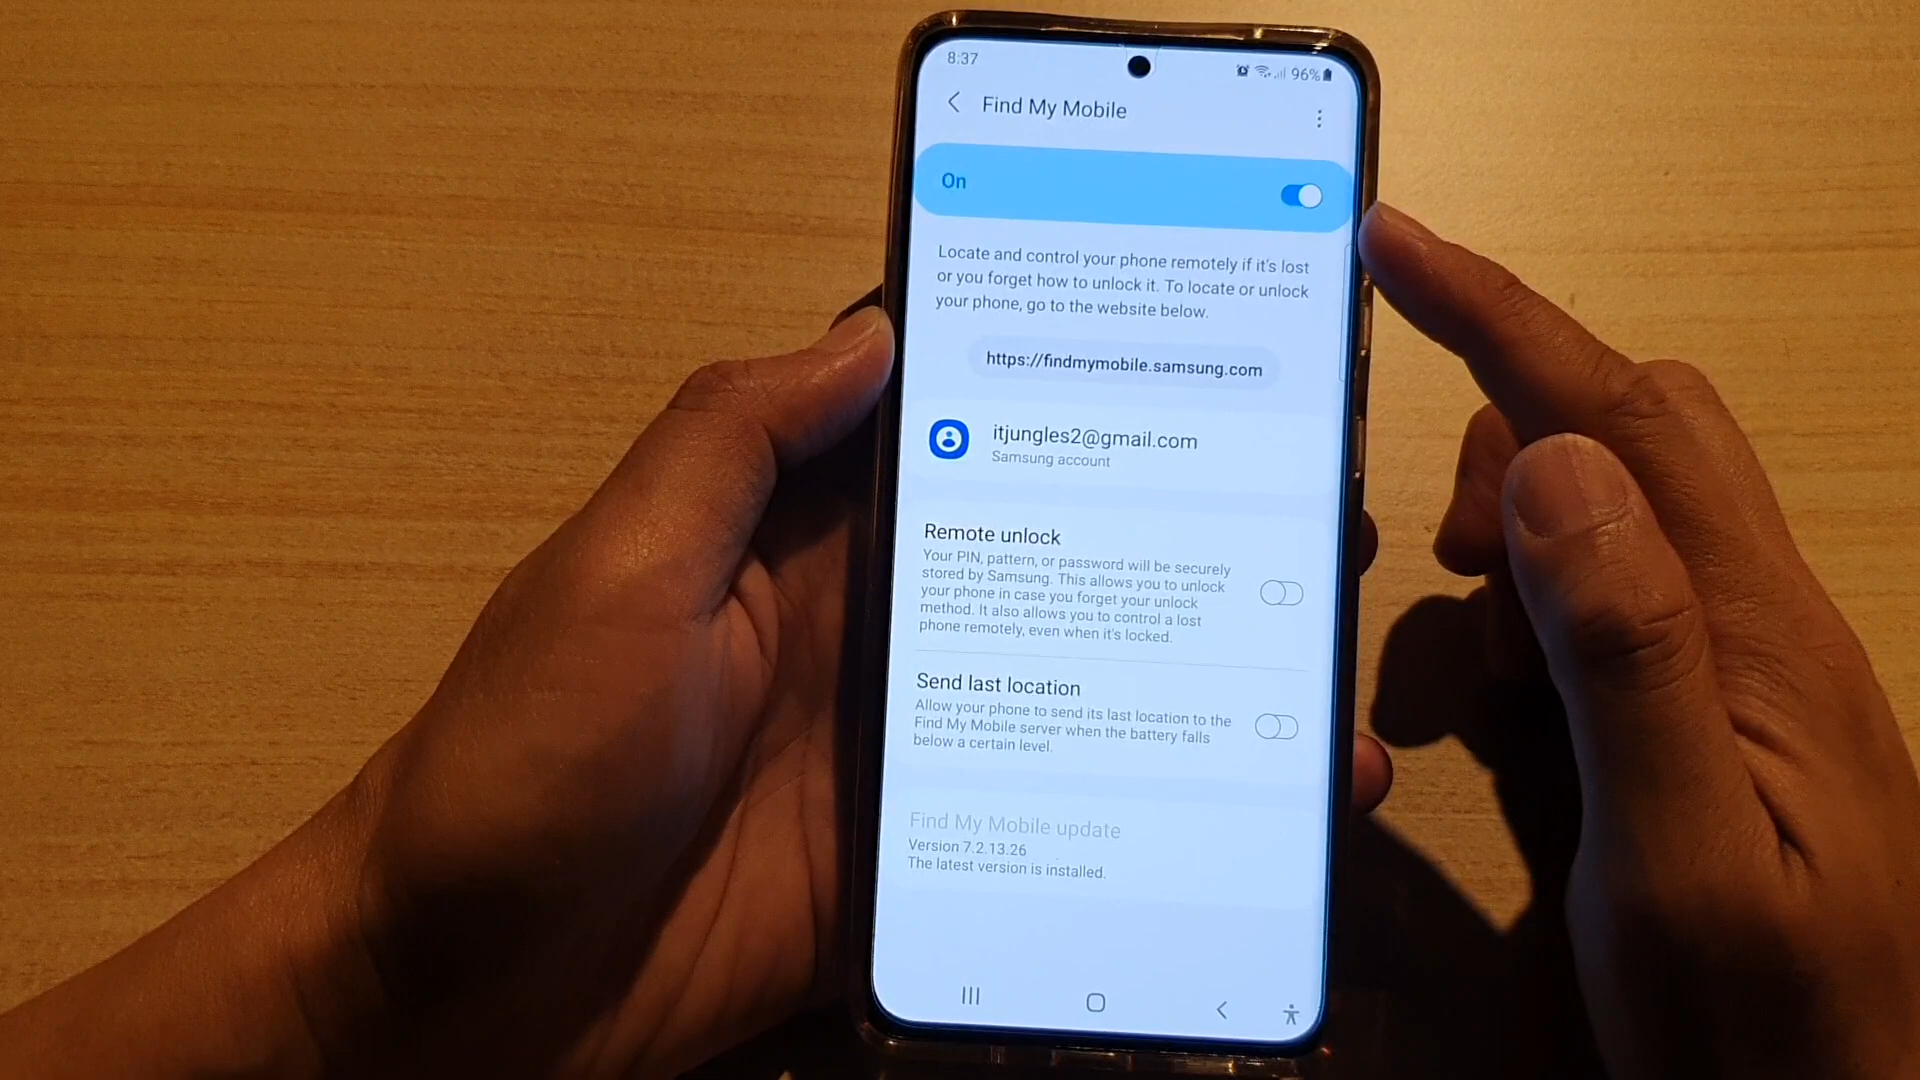 8:37
96%
Find My Mobile
On
Locate and control your phone remotely if it's lost
or you forget how to unlock it. To locate or unlock
your phone, go to the website below.
https://findmymobile.samsung.com
itjungles2@gmail.com
Samsung account
Remote unlock
Your PIN, pattern, or password will be securely
stored by Samsung. This allows you to unlock
your phone in case you forget your unlock
method. It also allows you to control a lost
phone remotely, even when it's locked.
Send last location
Allow your phone to send its last location to the
Find My Mobile server when the battery falls
below a certain level.
Find My Mobile update
Version 7.2.13.26
The latest version is installed.